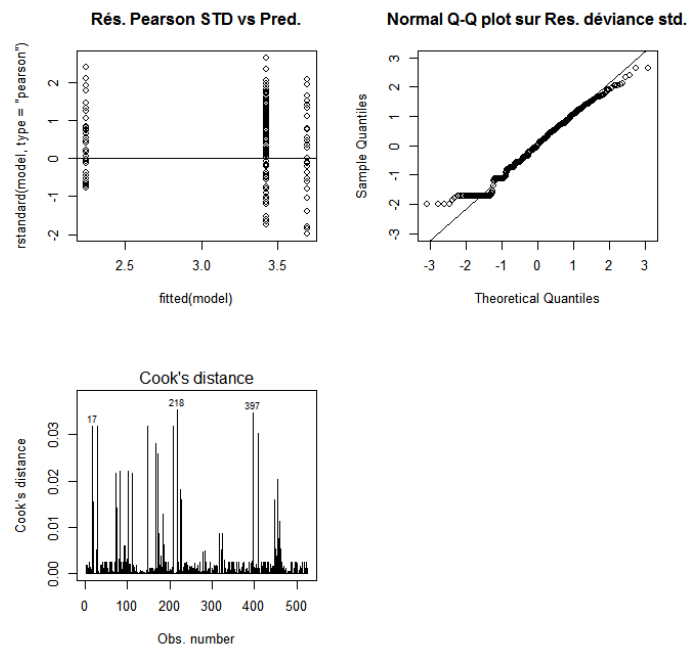 Rés. Pearson STD vs Pred.
rstandard(model, type = "pearson")
2
1
0
-1
-2
2.5 3.0 3.5
fitted(model)
Normal Q-Q plot sur Res. déviance std.
Sample Quantiles
3
2
1
0
-1
-2
-3
-3 -2 -1 0 1 2 3
Theoretical Quantiles
Cook's distance
Cook's distance
0.03
0.02
0.01
0.00
17
218
397
0 100 200 300 400 500
Obs. number